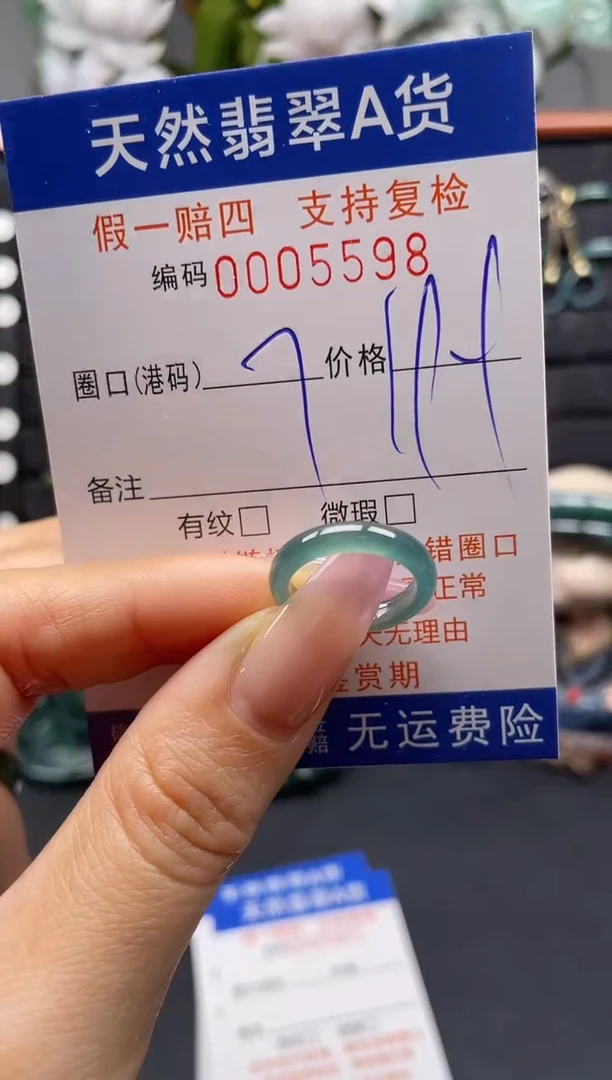 天然翡翠A货
假一赔四 支持复检
编码0005598
圈口(港码) 7 价格
备注
有纹□ 微瑕□
错圈口
正常
无理由
赏期
赔 无运费险